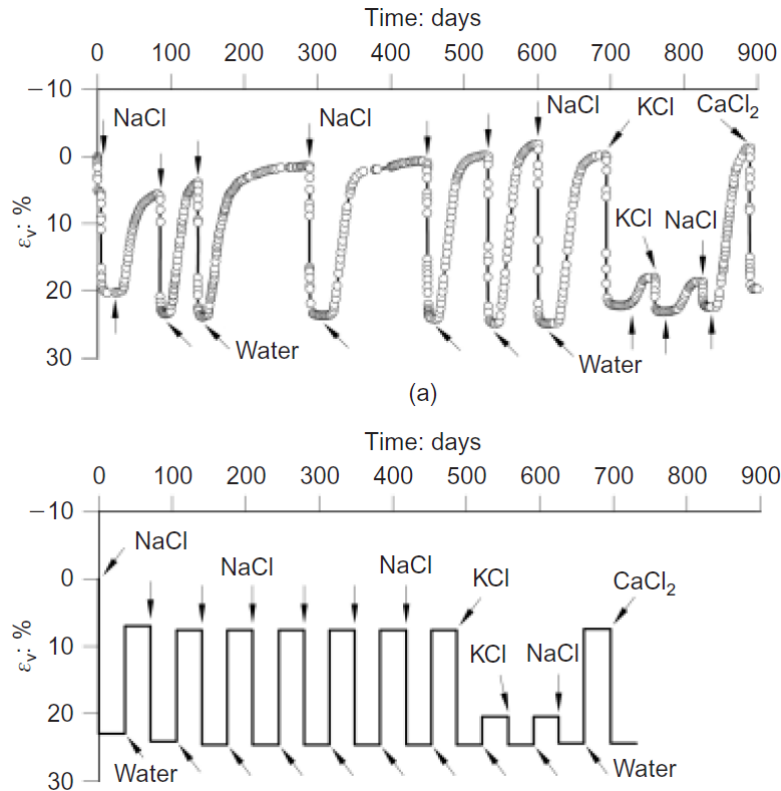 Time: days
0 100 200 300 400 500 600 700 800 900
−10
NaCl NaCl NaCl KCl CaCl₂
0
10
εᵥ: %
KCl NaCl
20
Water Water
30
(a)
Time: days
0 100 200 300 400 500 600 700 800 900
−10
NaCl NaCl NaCl KCl CaCl₂
0
10
εᵥ: %
KCl NaCl
20
Water Water
30